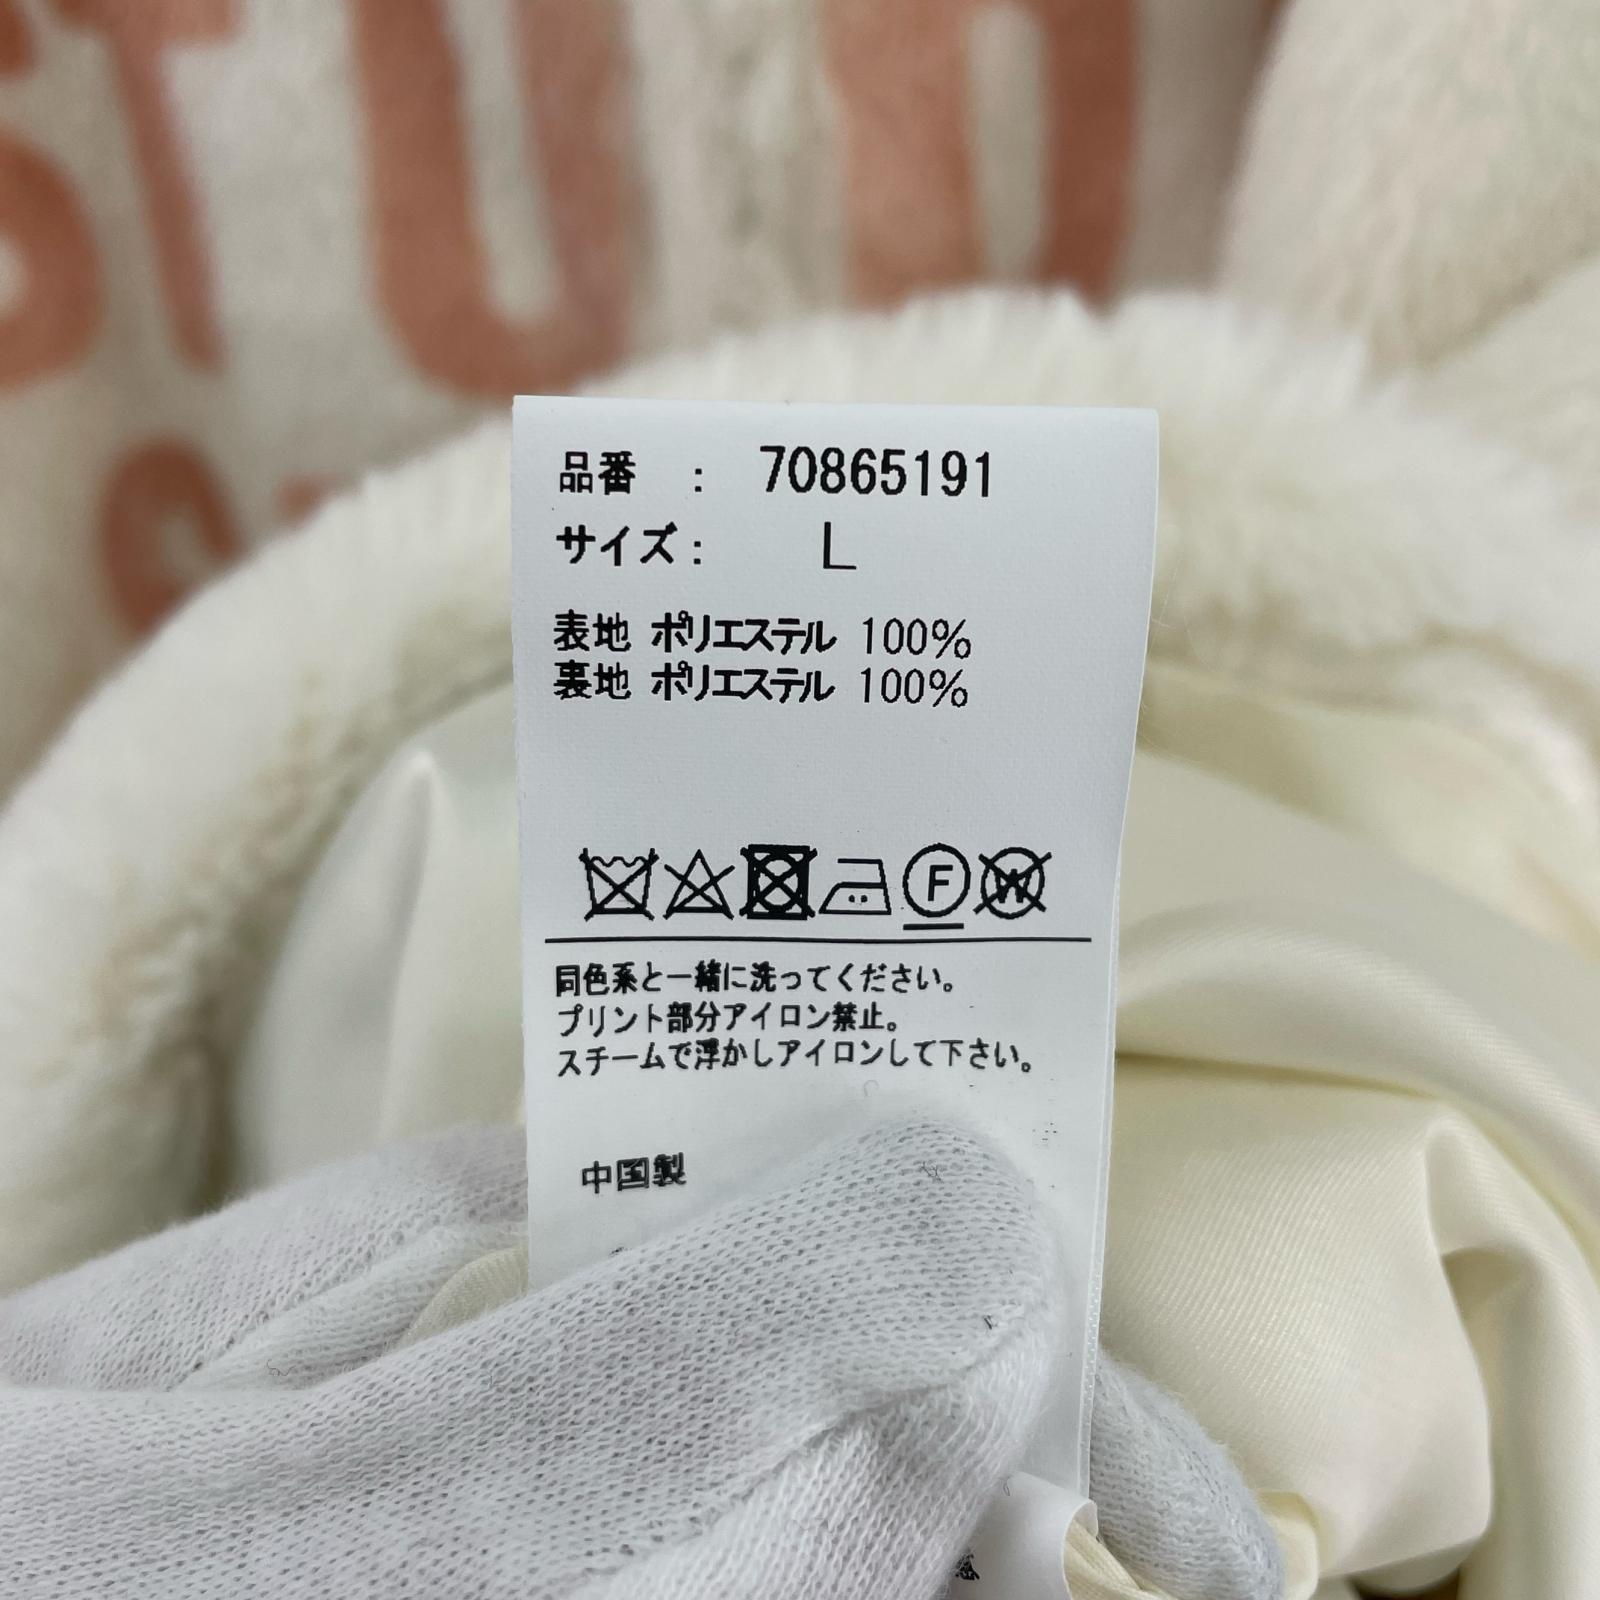 品番 : 70865191
サイズ: L
表地 ポリエステル 100%
裏地 ポリエステル 100%
F W
同色系と一緒に洗ってください。
プリント部分アイロン禁止。
スチームで浮かしアイロンして下さい。
中国製